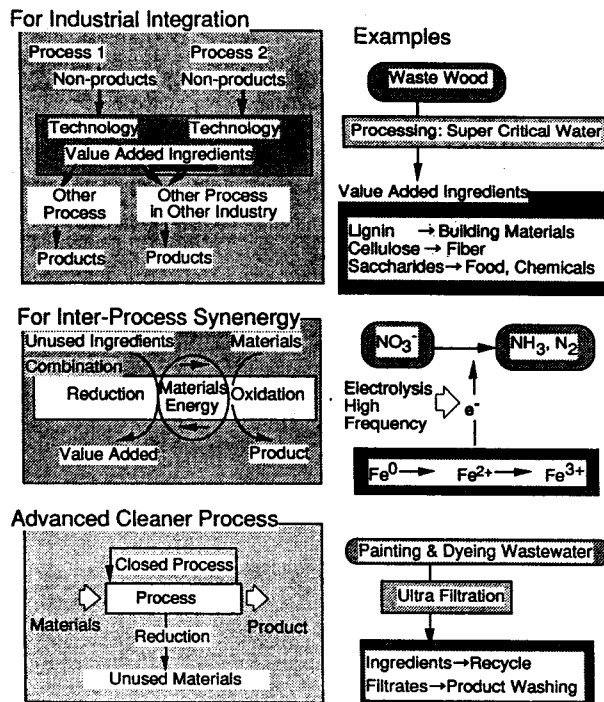 For Industrial Integration
Process 1 Process 2
Non-products Non-products
Technology Technology
Value Added Ingredients
Other Process
Other Process in Other Industry
Products Products
Examples
Waste Wood
Processing: Super Critical Water
Value Added Ingredients
Lignin →Building Materials
Cellulose→ Fiber
Saccharides→ Food, Chemicals
For Inter-Process Synenergy
Unused Ingredients Materials
Combination
Reduction Materials Energy Oxidation
Value Added Product
NO₃⁻ NH₃, N₂
Electrolysis
High
Frequency
e⁻
Fe⁰ → Fe²⁺ → Fe³⁺
Advanced Cleaner Process
Closed Process
Process
Materials Product
Reduction
Unused Materials
Painting & Dyeing Wastewater
Ultra Filtration
Ingredients→Recycle
Filtrates→Product Washing